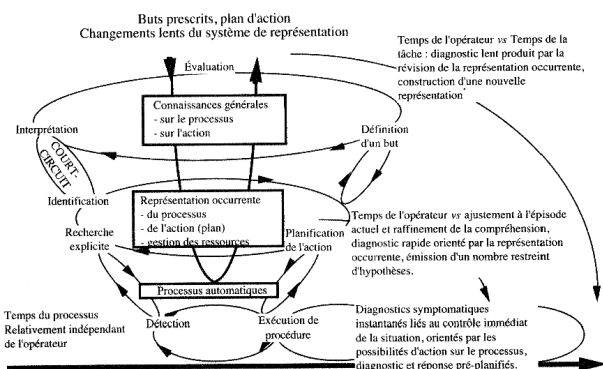 Buts prescrits, plan d'action
Changements lents du système de représentation
Temps de l'opérateur vs Temps de la
tâche : diagnostic lent produit par la
révision de la représentation occurrente,
construction d'une nouvelle
représentation
Évaluation
Connaissances générales
- sur le processus
- sur l'action
Interprétation
Définition
d'un but
COURT-
CIRCUIT
Identification
Représentation occurrente
- du processus
- de l'action (plan)
- gestion des ressources
Recherche
explicite
Planification
de l'action
Temps de l'opérateur vs ajustement à l'épisode
actuel et raffinement de la compréhension,
diagnostic rapide orienté par la représentation
occurrente, émission d'un nombre restreint
d'hypothèses.
Processus automatiques
Temps du processus
Relativement indépendant
de l'opérateur
Détection
Exécution de
procédure
Diagnostics symptomatiques
instantanés liés au contrôle immédiat
de la situation, orientés par les
possibilités d'action sur le processus,
diagnostic et réponse pré-planifiés.